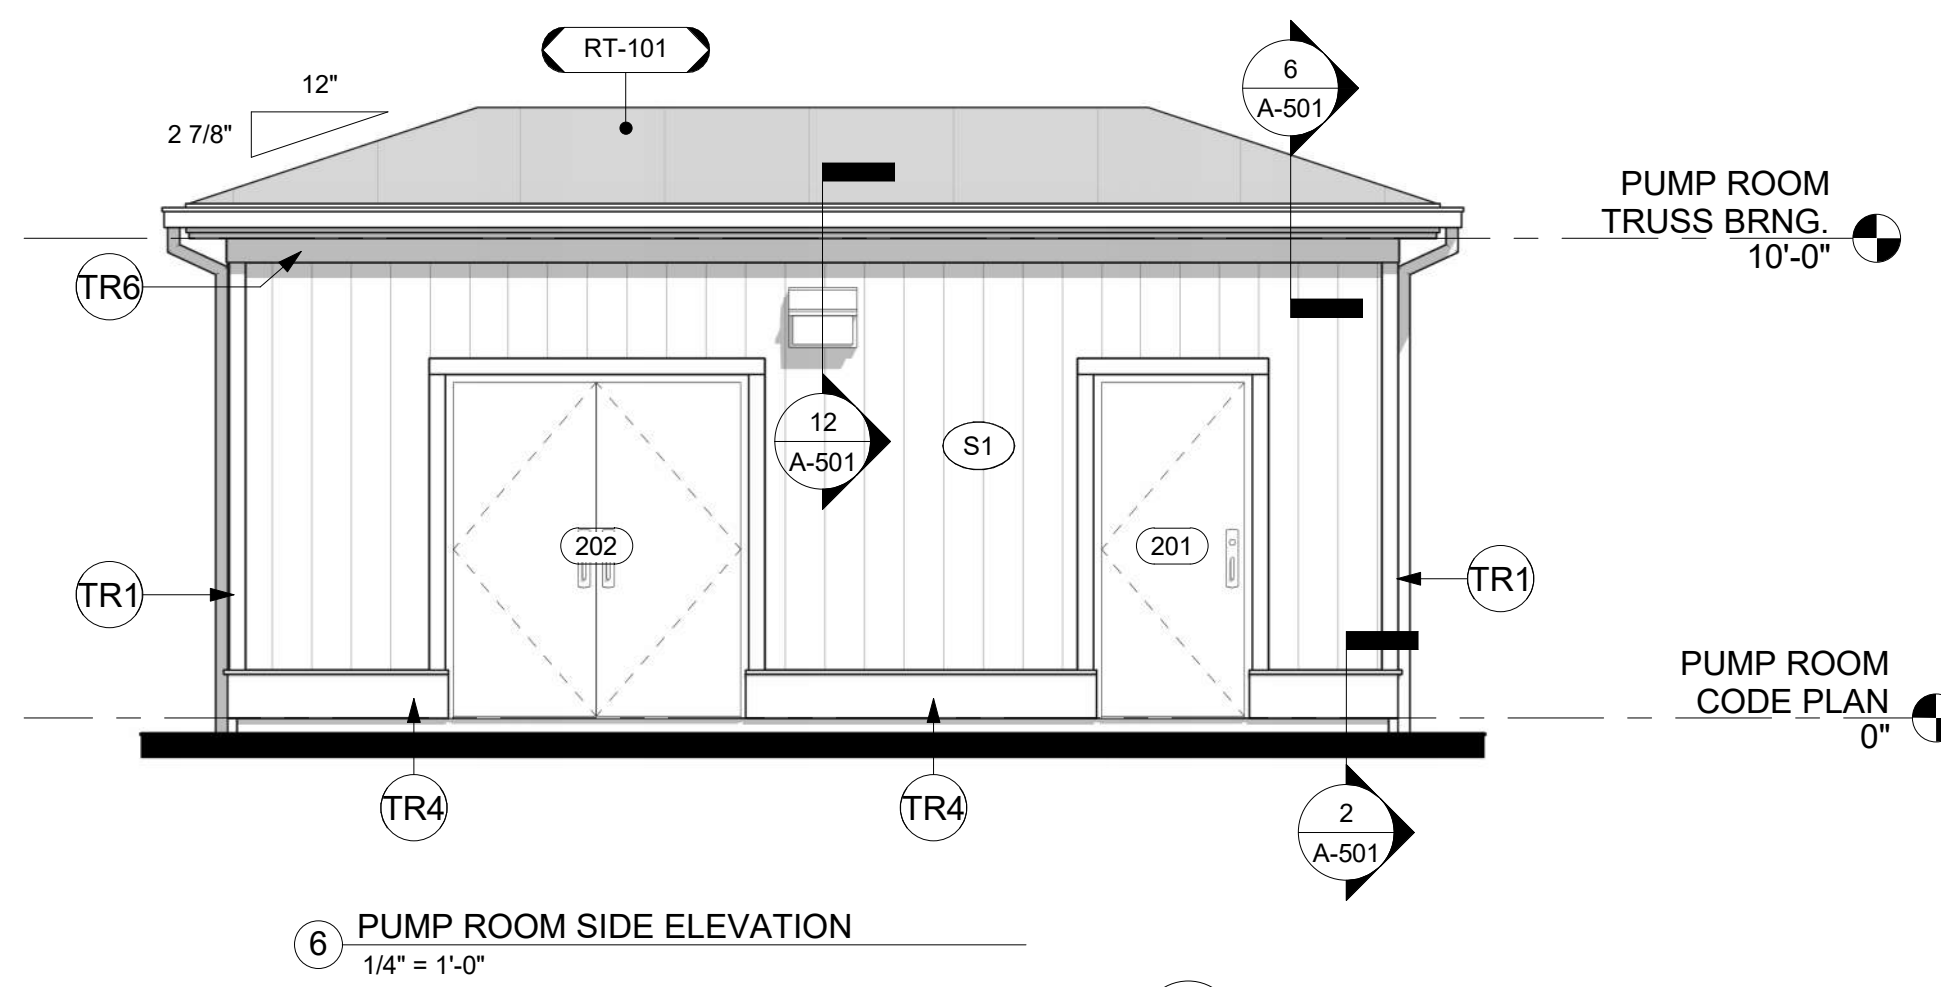 RT-101
12"
2 7/8"
6
A-501
PUMP ROOM
TRUSS BRNG.
10'-0"
TR6
12
A-501
S1
202
201
TR1
TR1
PUMP ROOM
CODE PLAN
0"
TR4
TR4
2
A-501
6
PUMP ROOM SIDE ELEVATION
1/4" = 1'-0"